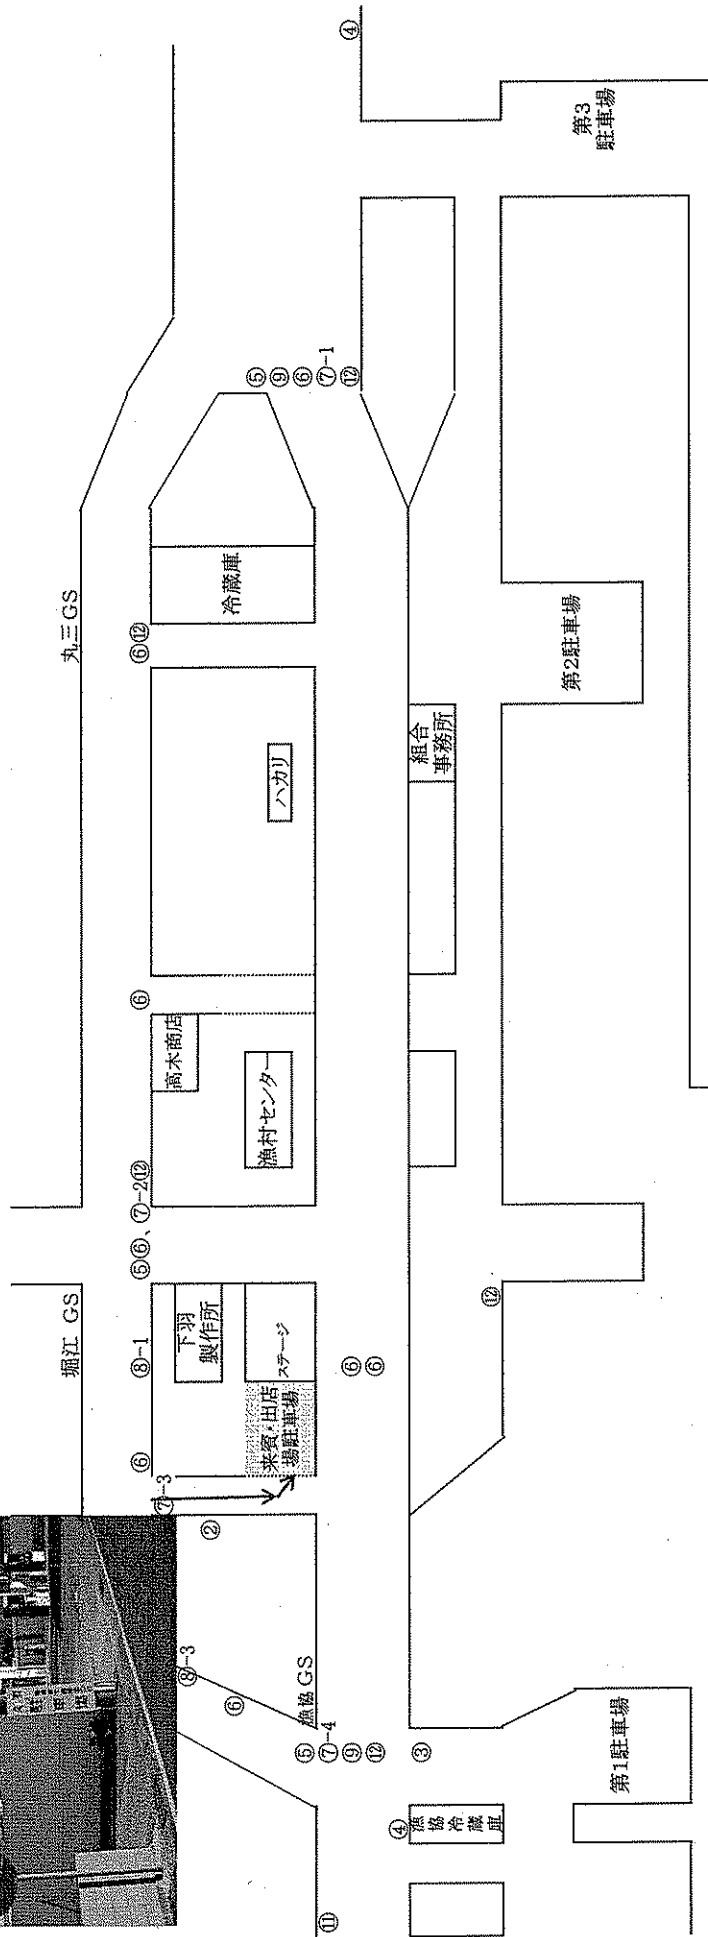 丸三GS
堀江 GS
④
⑤
⑨
⑥
⑦-1
⑫
第3
駐車場
冷蔵庫
⑥⑫
ハカリ
組合
事務所
第2駐車場
⑥
高木商店
漁村センター
⑤⑥、⑦-2⑫
⑧-1
下羽
製作所
ステージ
来賓・出店
場駐車場
⑥
⑥
⑥
⑫
⑦-3
②
⑧-3
⑥
漁協GS
⑤
⑦-4
⑨
⑫
③
④
漁協冷蔵庫
第1駐車場
⑪